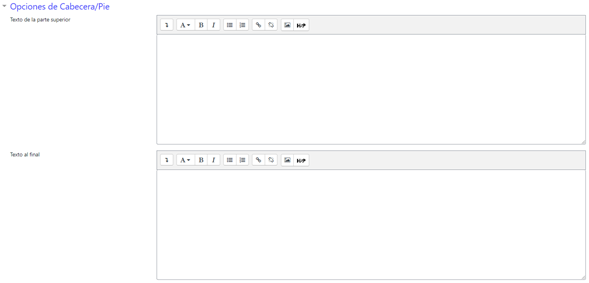 Opciones de Cabecera/Pie
Texto de la parte superior
A B I H-P
Texto al final
A B I H-P